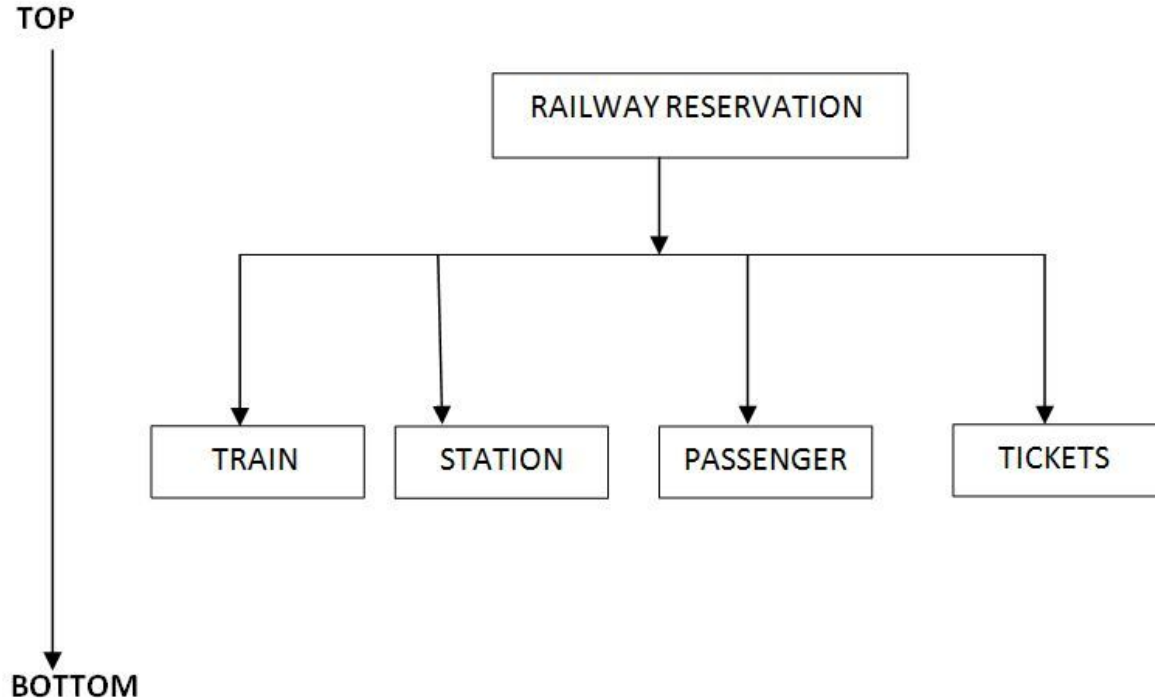 TOP
RAILWAY RESERVATION
TRAIN
STATION
PASSENGER
TICKETS
BOTTOM